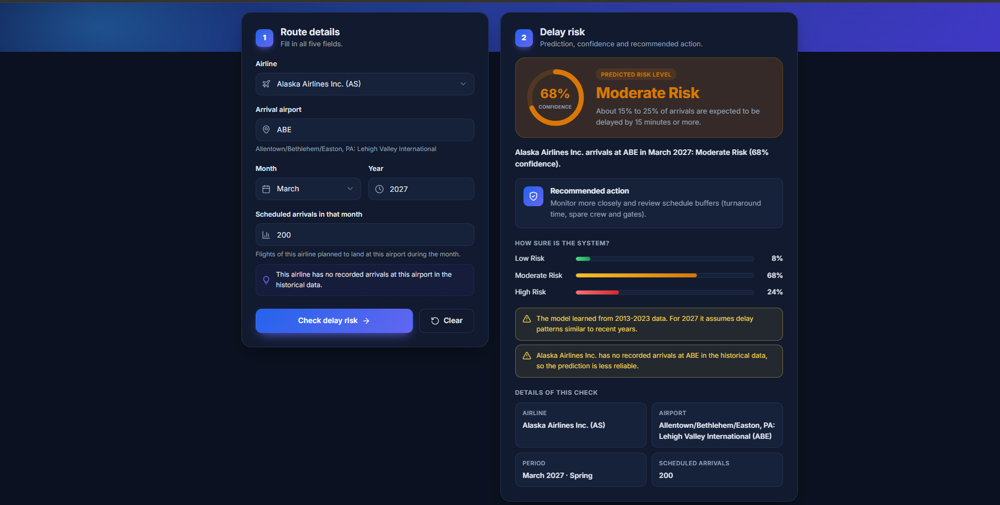 1
Route details
Fill in all five fields.
Airline
Alaska Airlines Inc. (AS)
Arrival airport
ABE
Allentown/Bethlehem/Easton, PA: Lehigh Valley International
Month
Year
March
2027
Scheduled arrivals in that month
200
Flights of this airline planned to land at this airport during the month.
This airline has no recorded arrivals at this airport in the
historical data.
Check delay risk →
Clear
2
Delay risk
Prediction, confidence and recommended action.
68%
CONFIDENCE
PREDICTED RISK LEVEL
Moderate Risk
About 15% to 25% of arrivals are expected to be
delayed by 15 minutes or more.
Alaska Airlines Inc. arrivals at ABE in March 2027: Moderate Risk (68%
confidence).
Recommended action
Monitor more closely and review schedule buffers (turnaround
time, spare crew and gates).
HOW SURE IS THE SYSTEM?
Low Risk 8%
Moderate Risk 68%
High Risk 24%
The model learned from 2013-2023 data. For 2027 it assumes delay
patterns similar to recent years.
Alaska Airlines Inc. has no recorded arrivals at ABE in the historical data,
so the prediction is less reliable.
DETAILS OF THIS CHECK
AIRLINE
Alaska Airlines Inc. (AS)
AIRPORT
Allentown/Bethlehem/Easton, PA:
Lehigh Valley International (ABE)
PERIOD
March 2027 · Spring
SCHEDULED ARRIVALS
200